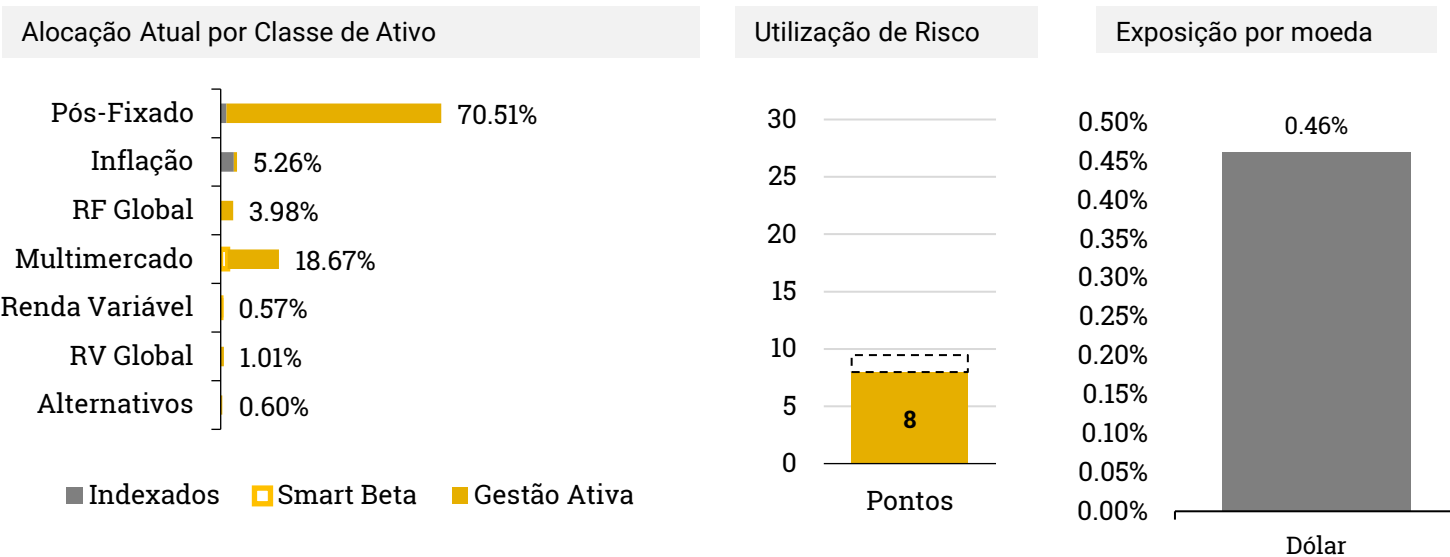 Alocação Atual por Classe de Ativo
Pós-Fixado 70.51%
Inflação 5.26%
RF Global 3.98%
Multimercado 18.67%
Renda Variável 0.57%
RV Global 1.01%
Alternativos 0.60%
Indexados Smart Beta Gestão Ativa
Utilização de Risco
30
25
20
15
10
5
0
8
Pontos
Exposição por moeda
0.50%
0.45%
0.40%
0.35%
0.30%
0.25%
0.20%
0.15%
0.10%
0.05%
0.00%
0.46%
Dólar